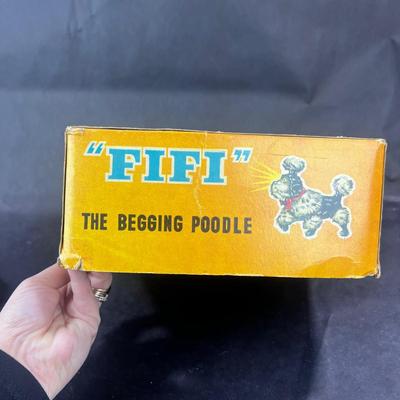 "FIFI"
THE BEGGING POODLE